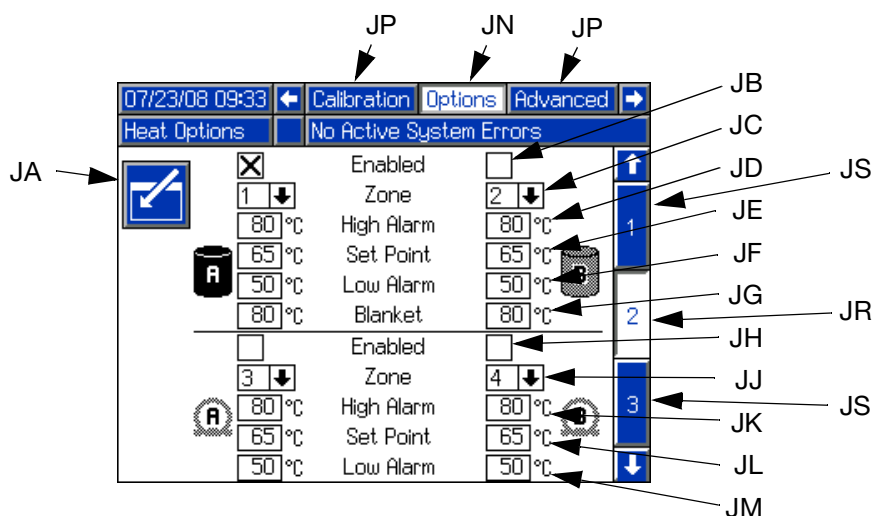 JP JN JP
07/23/08 09:33 Calibration Options Advanced
JB
Heat Options No Active System Errors
JC
JA
Enabled
JS
1 Zone 2
JD
80 °C High Alarm 80 °C
1
JE
65 °C Set Point 65 °C
A B
JF
50 °C Low Alarm 50 °C
JG
80 °C Blanket 80 °C
2
JR
Enabled
JH
3 Zone 4
JJ
80 °C High Alarm 80 °C
3
JS
A B
JK
65 °C Set Point 65 °C
JL
50 °C Low Alarm 50 °C
JM